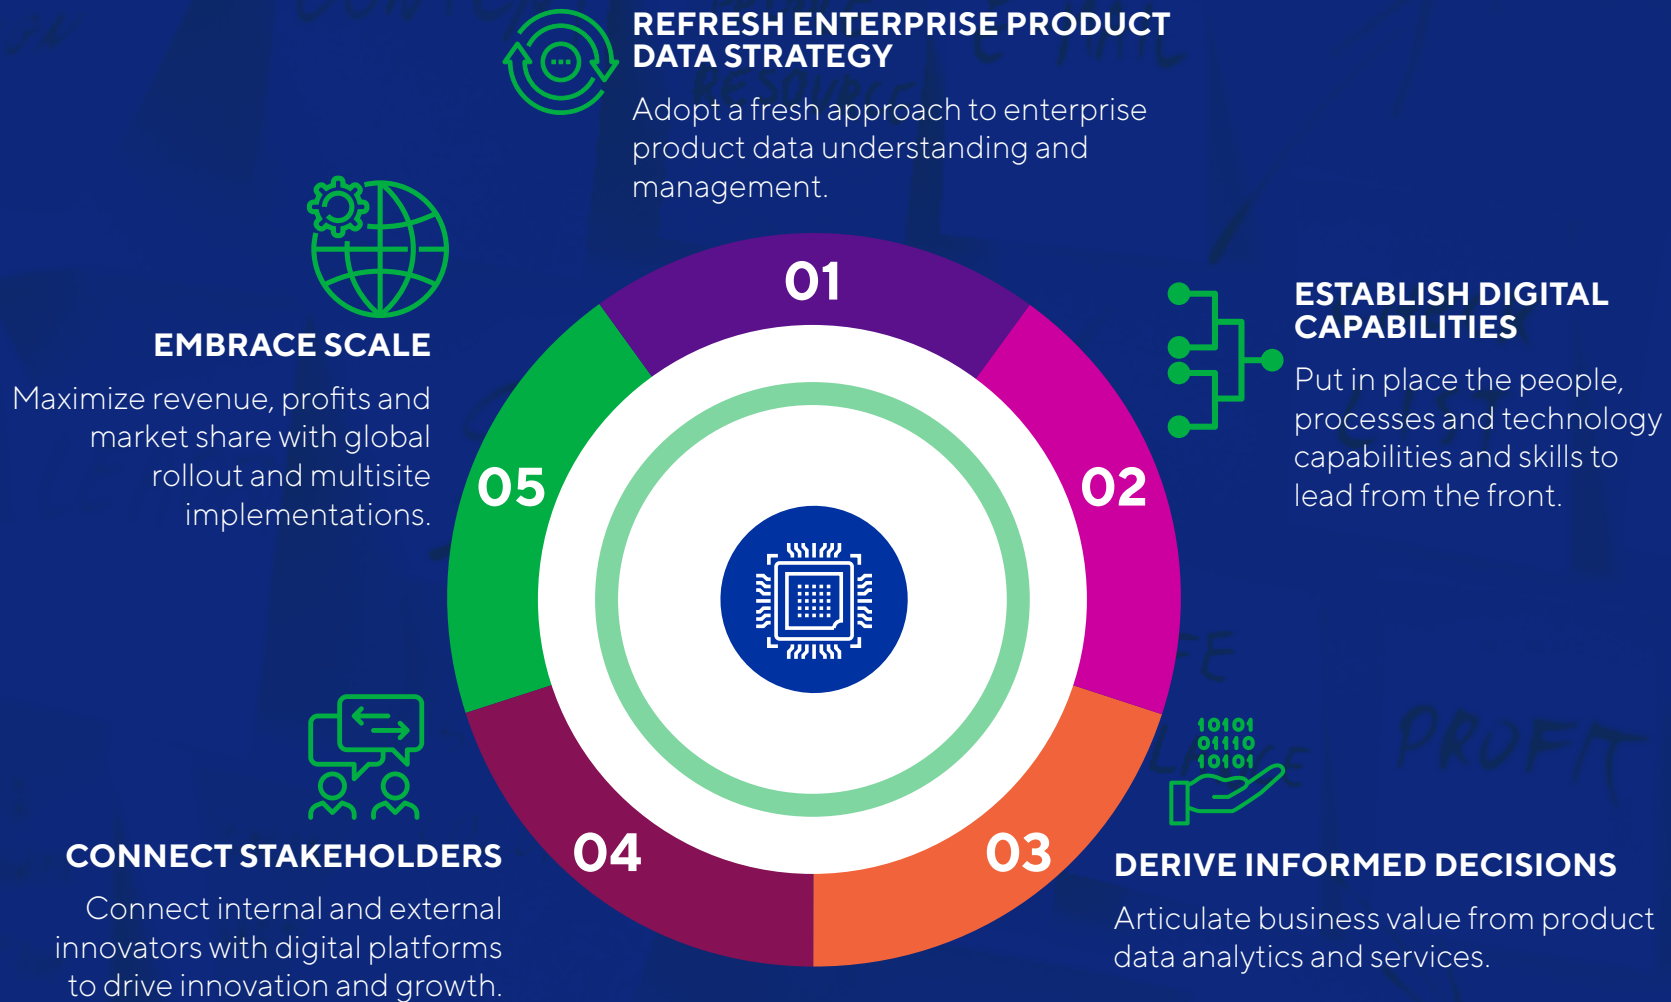 REFRESH ENTERPRISE PRODUCT
DATA STRATEGY
Adopt a fresh approach to enterprise
product data understanding and
management.
01
ESTABLISH DIGITAL
CAPABILITIES
Put in place the people,
processes and technology
capabilities and skills to
lead from the front.
02
10101
01110
10101
03
DERIVE INFORMED DECISIONS
Articulate business value from product
data analytics and services.
04
CONNECT STAKEHOLDERS
Connect internal and external
innovators with digital platforms
to drive innovation and growth.
EMBRACE SCALE
Maximize revenue, profits and
market share with global
rollout and multisite
implementations.
05
RESOURCE
PROFIT